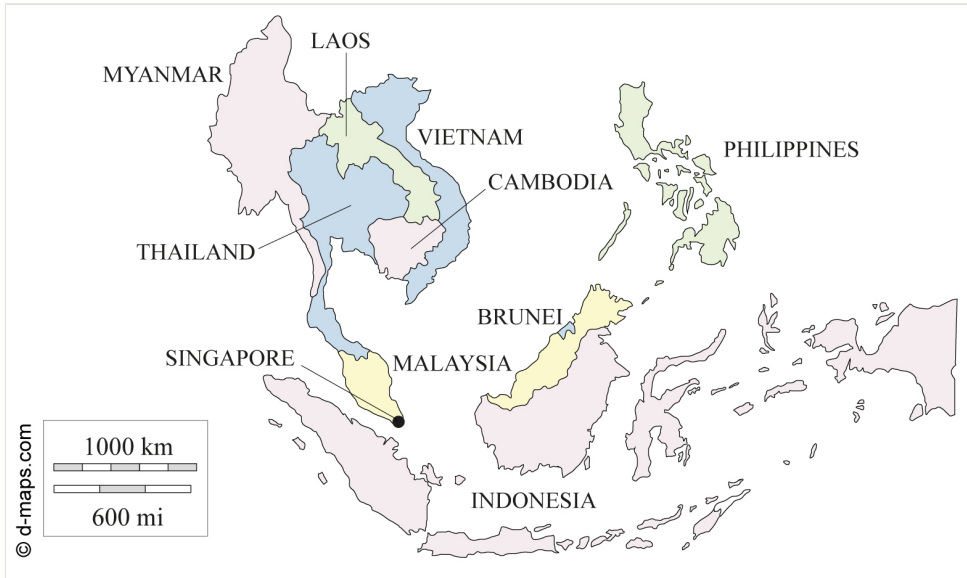 LAOS
MYANMAR
VIETNAM
PHILIPPINES
CAMBODIA
THAILAND
BRUNEI
SINGAPORE
MALAYSIA
1000 km
600 mi
INDONESIA
© d-maps.com